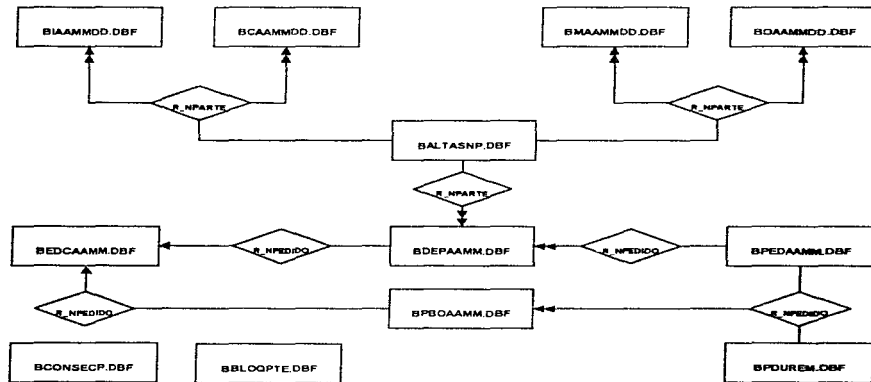 BIAAMMDD.DBF
BCAAMMDD.DBF
BMAAMMDD.DBF
BOAAMMDD.DBF
R_NPARTE
R_NPARTE
BALTASNP.DBF
R_NPARTE
BEDCAAMM.DBF
R_NPEDIDO
BDEPAAMM.DBF
R_NPEDIDO
BPEDAAMM.DBF
R_NPEDIDO
BPBOAAMM.DBF
R_NPEDIDO
BCONSECP.DBF
BBLOQPTE.DBF
BPDUREM.DBF